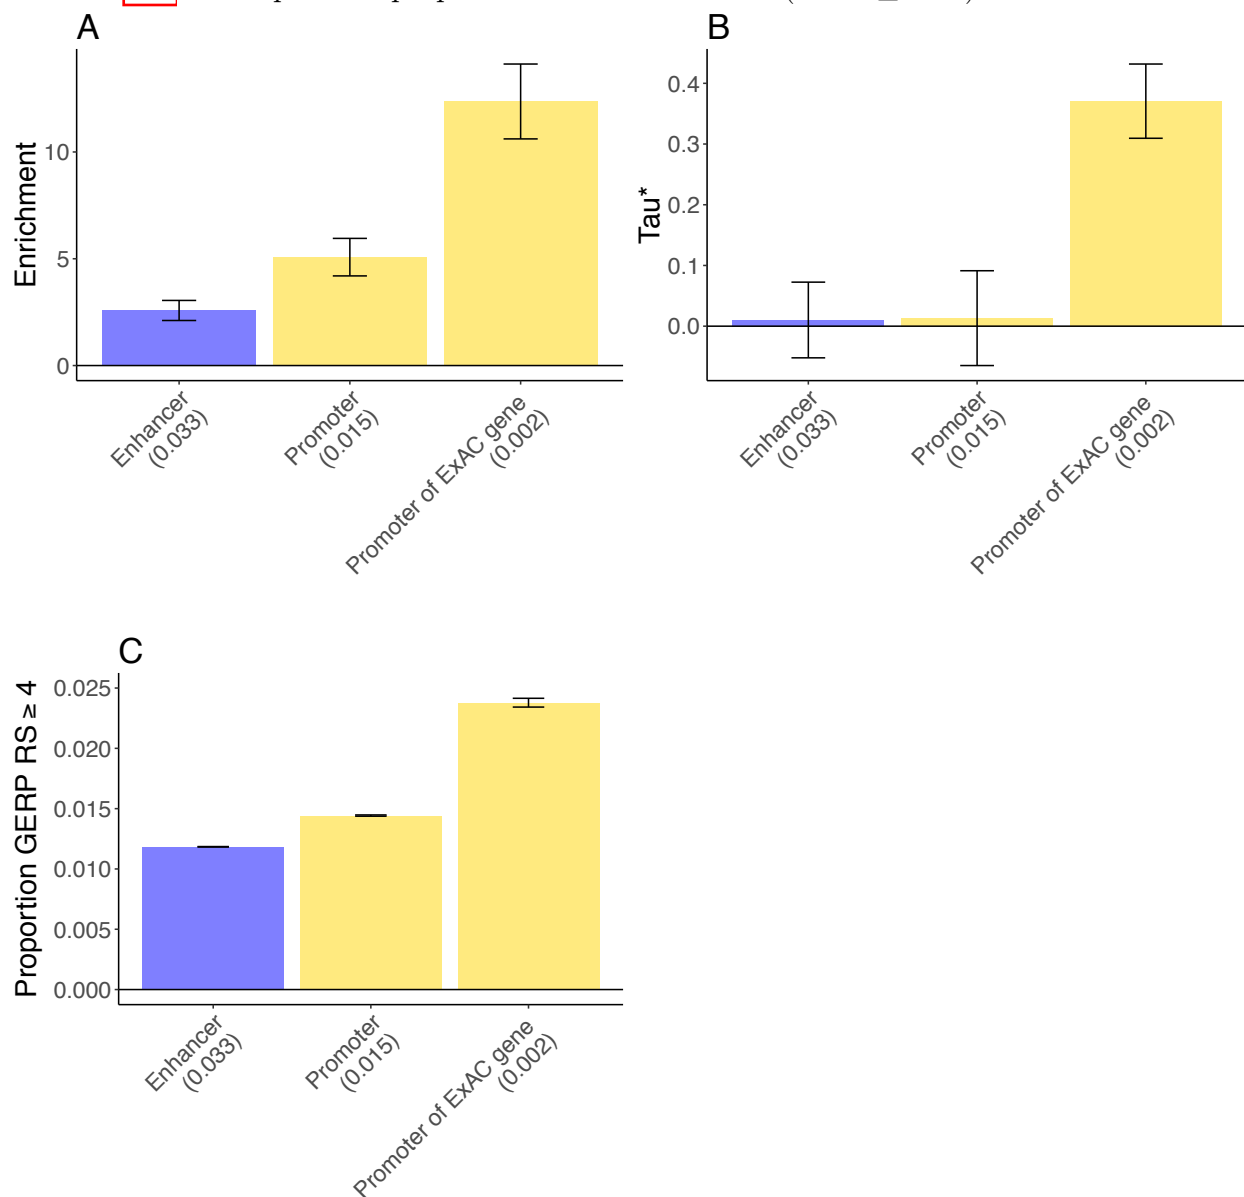 A
Enrichment
10
5
0
Enhancer
(0.033)
Promoter
(0.015)
Promoter of ExAC gene
(0.002)
B
Tau*
0.4
0.3
0.2
0.1
0.0
Enhancer
(0.033)
Promoter
(0.015)
Promoter of ExAC gene
(0.002)
C
Proportion GERP RS ≥ 4
0.025
0.020
0.015
0.010
0.005
0.000
Enhancer
(0.033)
Promoter
(0.015)
Promoter of ExAC gene
(0.002)